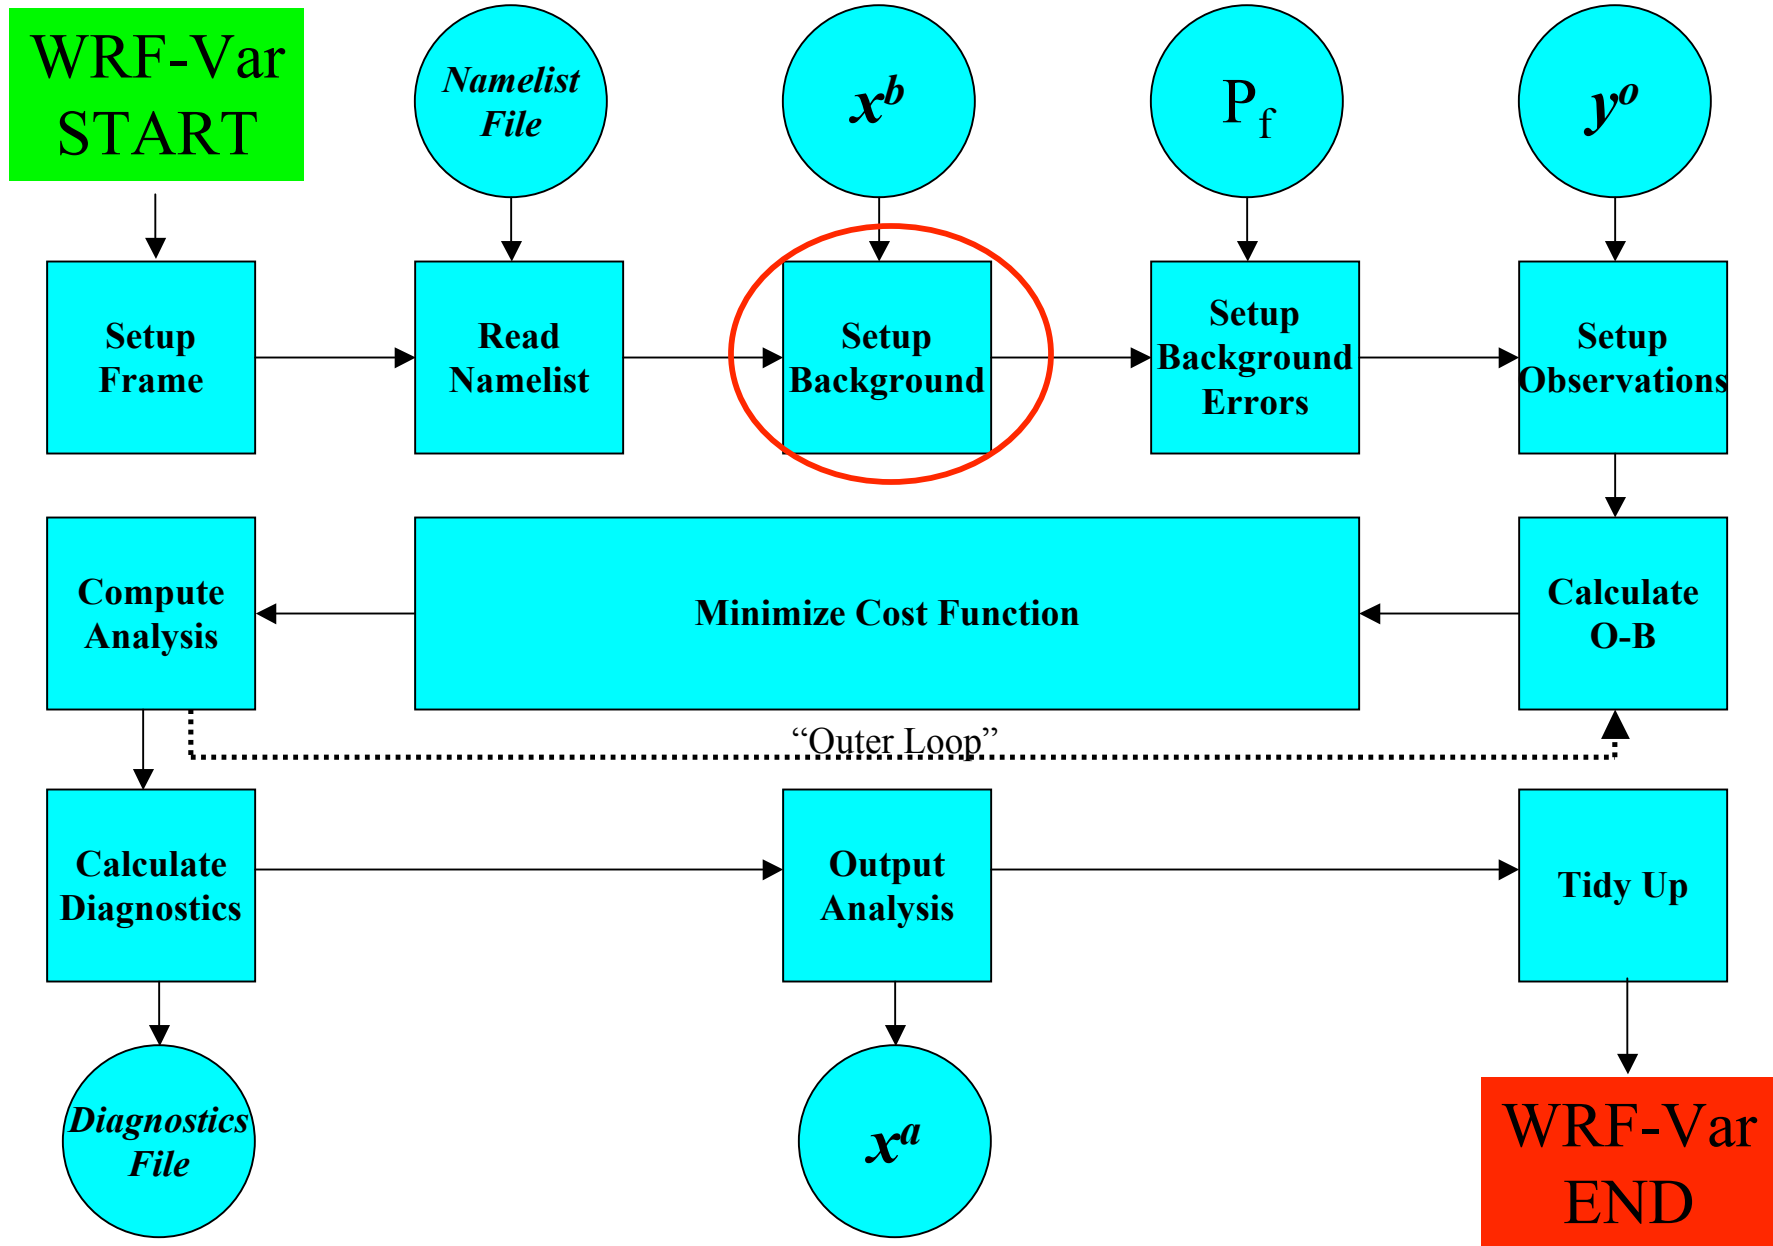 WRF-Var
START
Namelist
File
x^b
P_f
y^o
Setup
Frame
Read
Namelist
Setup
Background
Setup
Background
Errors
Setup
Observations
Compute
Analysis
Minimize Cost Function
Calculate
O-B
“Outer Loop”
Calculate
Diagnostics
Output
Analysis
Tidy Up
Diagnostics
File
x^a
WRF-Var
END